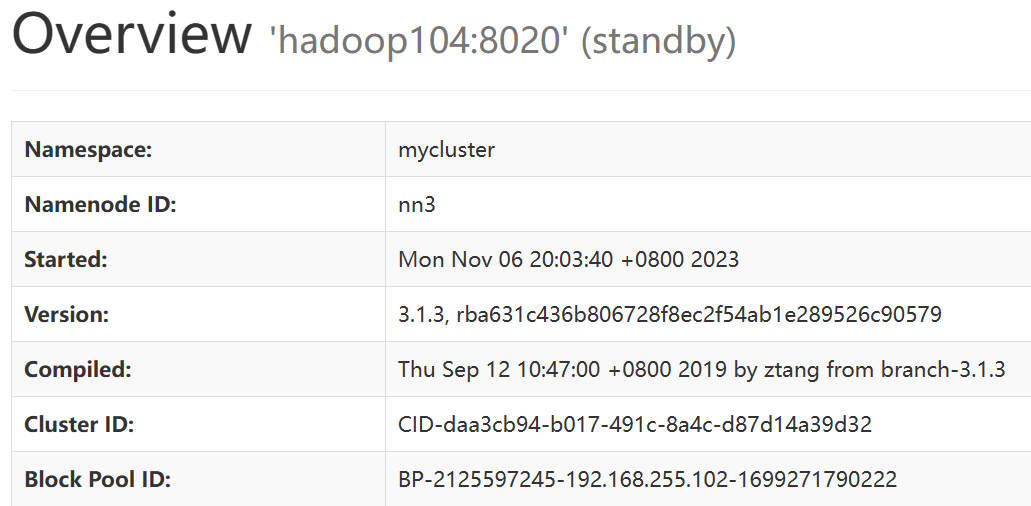 Overview 'hadoop104:8020' (standby)
Namespace: mycluster
Namenode ID: nn3
Started: Mon Nov 06 20:03:40 +0800 2023
Version: 3.1.3, rba631c436b806728f8ec2f54ab1e289526c90579
Compiled: Thu Sep 12 10:47:00 +0800 2019 by ztang from branch-3.1.3
Cluster ID: CID-daa3cb94-b017-491c-8a4c-d87d14a39d32
Block Pool ID: BP-2125597245-192.168.255.102-1699271790222